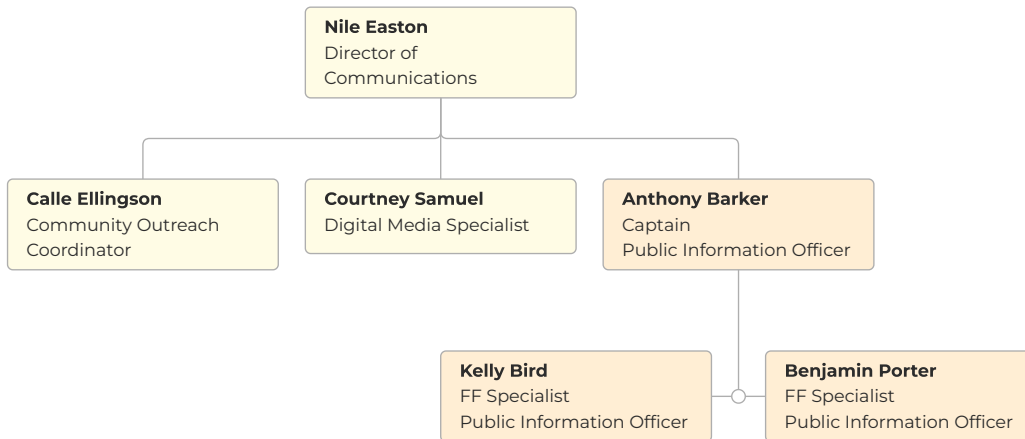 Nile Easton
Director of
Communications
Calle Ellingson
Community Outreach
Coordinator
Courtney Samuel
Digital Media Specialist
Anthony Barker
Captain
Public Information Officer
Kelly Bird
FF Specialist
Public Information Officer
Benjamin Porter
FF Specialist
Public Information Officer